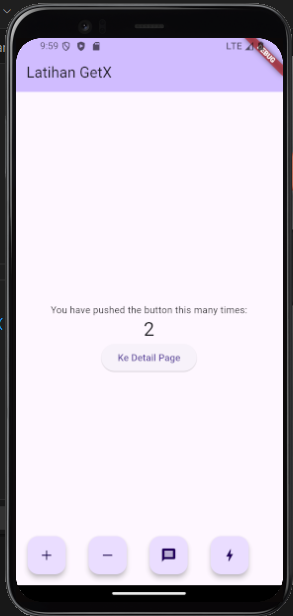 9:59
LTE
DEBUG
Latihan GetX
You have pushed the button this many times:
2
Ke Detail Page